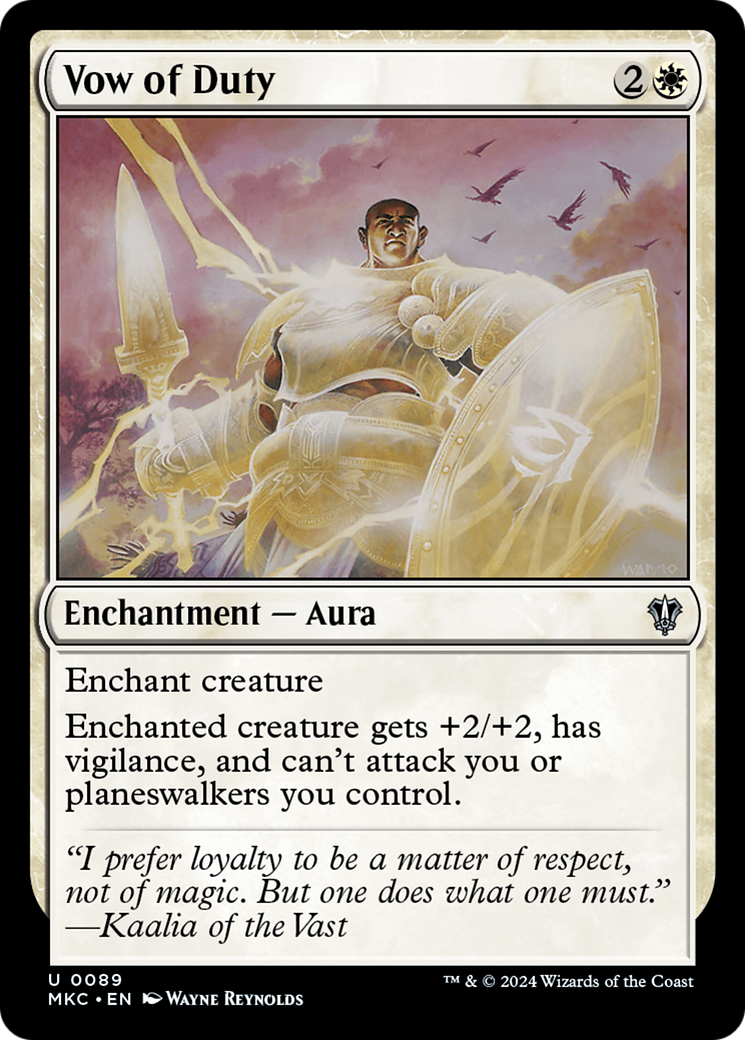 Vow of Duty 2
WAR 10
Enchantment — Aura
Enchant creature
Enchanted creature gets +2/+2, has
vigilance, and can't attack you or
planeswalkers you control.
“I prefer loyalty to be a matter of respect,
not of magic. But one does what one must.”
—Kaalia of the Vast
U 0089
MKC • EN WAYNE REYNOLDS
™ & © 2024 Wizards of the Coast